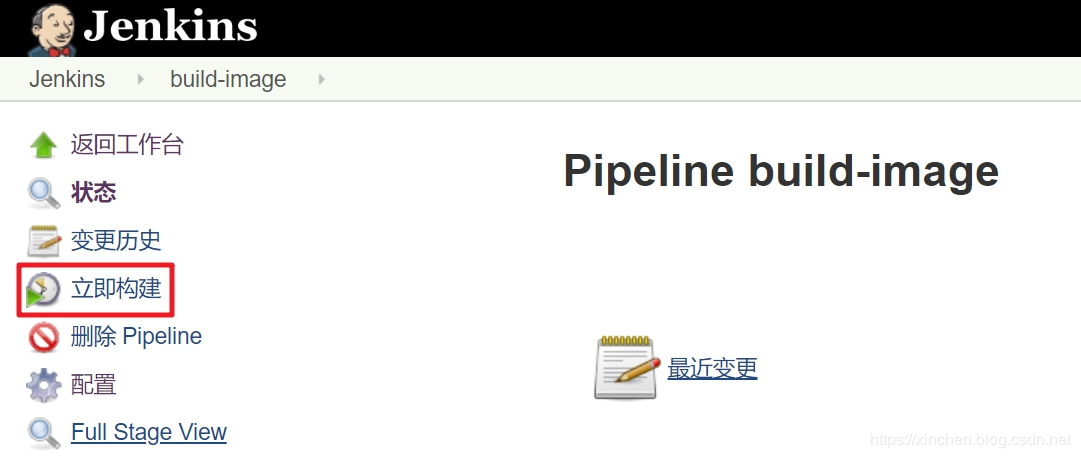 Jenkins
Jenkins build-image
返回工作台
状态
变更历史
立即构建
删除 Pipeline
配置
Full Stage View
Pipeline build-image
最近变更
https://xinchen.blog.csdn.net